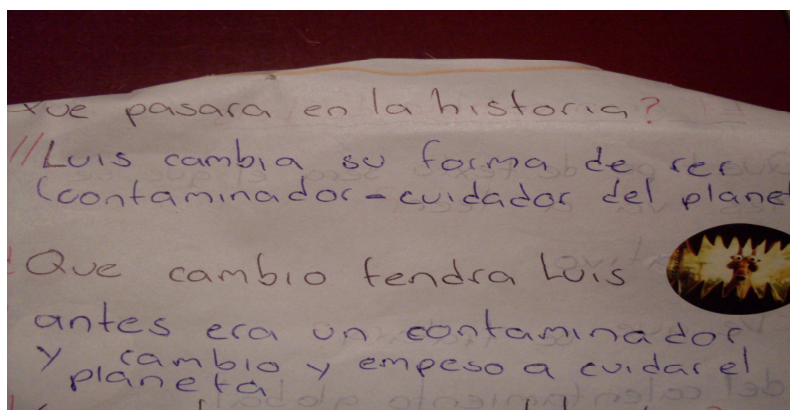 que pasara en la historia?
//Luis cambia su forma de ser
(contaminador - cuidador del planet
Que cambio tendra Luis
antes era un contaminador
y cambio y empeso a cuidar el
planeta